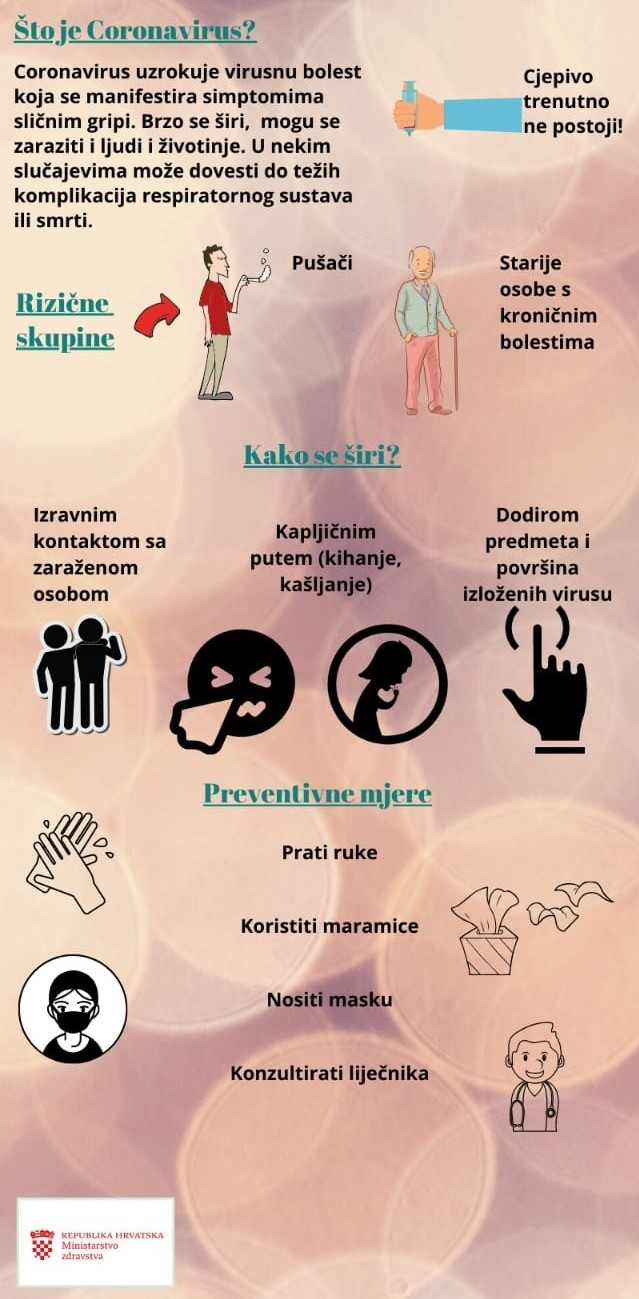 Što je Coronavirus?
Coronavirus uzrokuje virusnu bolest
koja se manifestira simptomima
sličnim gripi. Brzo se širi,  mogu se
zaraziti i ljudi i životinje. U nekim
slučajevima može dovesti do težih
komplikacija respiratornog sustava
ili smrti.
Cjepivo
trenutno
ne postoji!
Rizične
skupine
Pušači
Starije
osobe s
kroničnim
bolestima
Kako se širi?
Izravnim
kontaktom sa
zaraženom
osobom
Kapljičnim
putem (kihanje,
kašljanje)
Dodirom
predmeta i
površina
izloženih virusu
Preventivne mjere
Prati ruke
Koristiti maramice
Nositi masku
Konzultirati liječnika
REPUBLIKA HRVATSKA
Ministarstvo
zdravstva